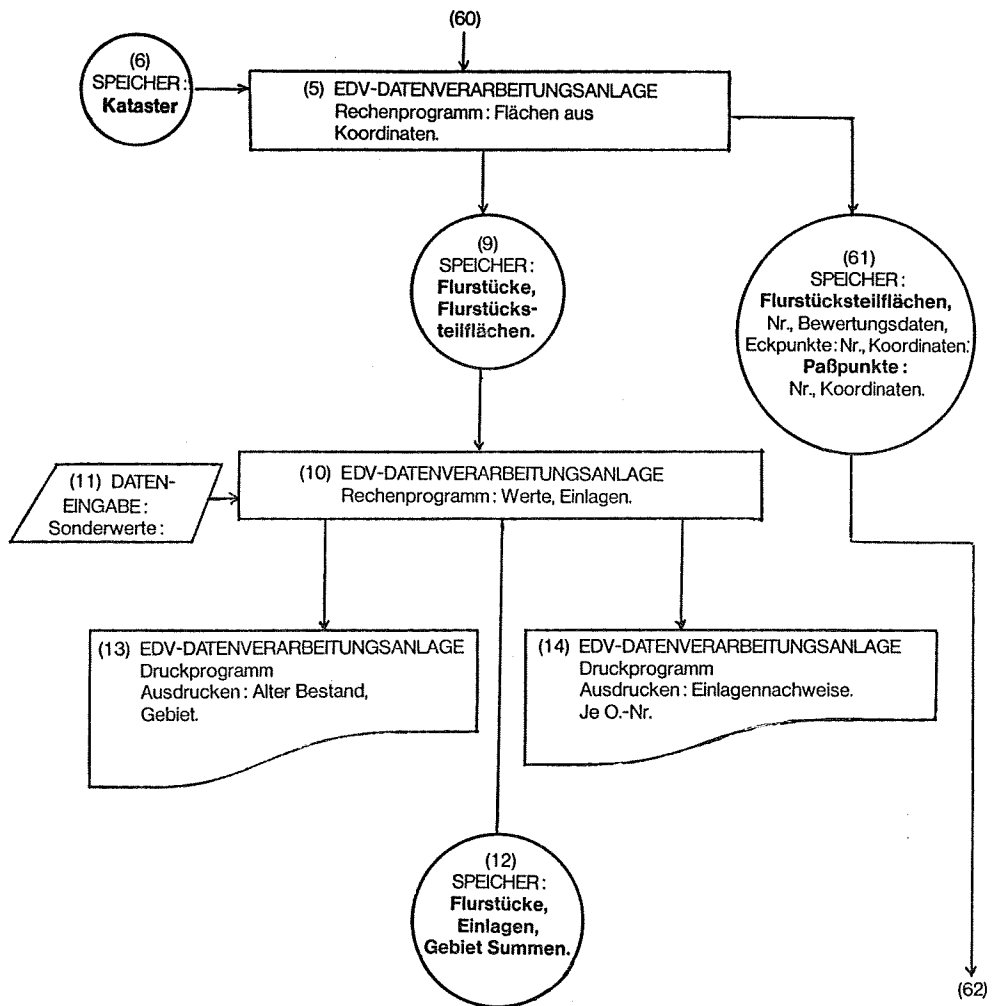 (60)
(6)
SPEICHER:
Kataster
(5) EDV-DATENVERARBEITUNGSANLAGE
Rechenprogramm: Flächen aus
Koordinaten.
(9)
SPEICHER:
Flurstücke,
Flurstücks-
teilflächen.
(61)
SPEICHER:
Flurstücksteilflächen,
Nr., Bewertungsdaten,
Eckpunkte: Nr., Koordinaten:
Paßpunkte:
Nr., Koordinaten.
(11) DATEN-
EINGABE:
Sonderwerte:
(10) EDV-DATENVERARBEITUNGSANLAGE
Rechenprogramm: Werte, Einlagen.
(13) EDV-DATENVERARBEITUNGSANLAGE
Druckprogramm
Ausdrucken: Alter Bestand,
Gebiet.
(14) EDV-DATENVERARBEITUNGSANLAGE
Druckprogramm
Ausdrucken: Einlagennachweise.
Je O.-Nr.
(12)
SPEICHER:
Flurstücke,
Einlagen,
Gebiet Summen.
(62)